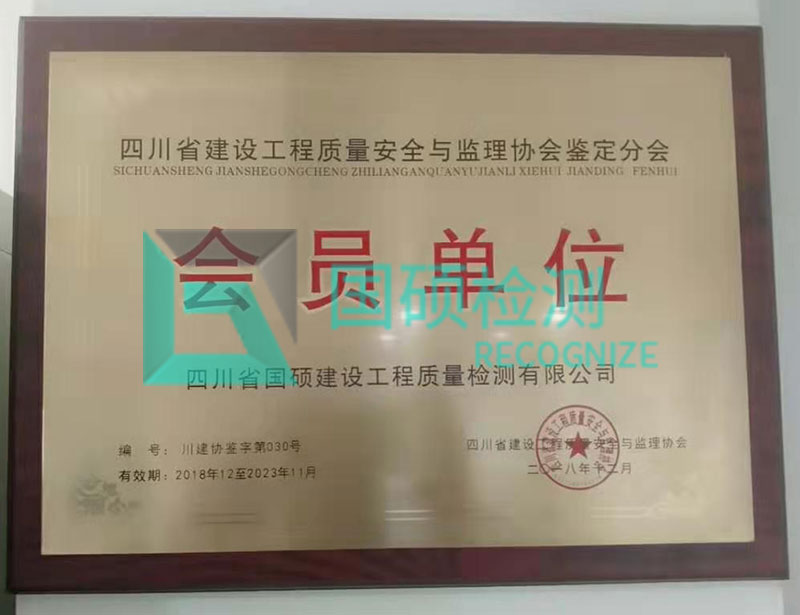 四川省建设工程质量安全与监理协会鉴定分会
SICHUANSHENG JIANSHEGONGCHENG ZHILIANGANQUANYUJIANLI XIEHUI JIANDING FENHUI
会员单位
国硕检测
RECOGNIZE
四川省国硕建设工程质量检测有限公司
编 号：川建协鉴字第030号
有效期：2018年12至2023年11月
四川省建设工程质量安全与监理协会
二〇一八年十二月